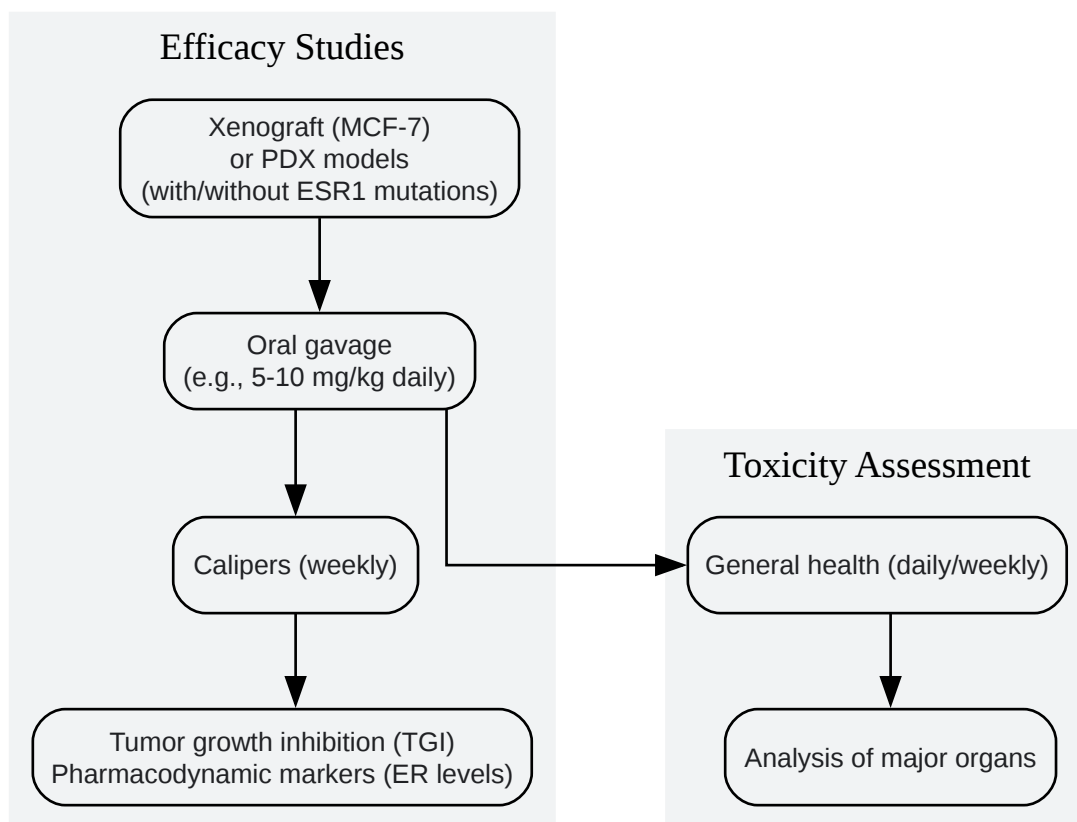 Efficacy Studies
Xenograft (MCF-7)
or PDX models
(with/without ESR1 mutations)
Oral gavage
(e.g., 5-10 mg/kg daily)
Calipers (weekly)
Tumor growth inhibition (TGI)
Pharmacodynamic markers (ER levels)
Toxicity Assessment
General health (daily/weekly)
Analysis of major organs